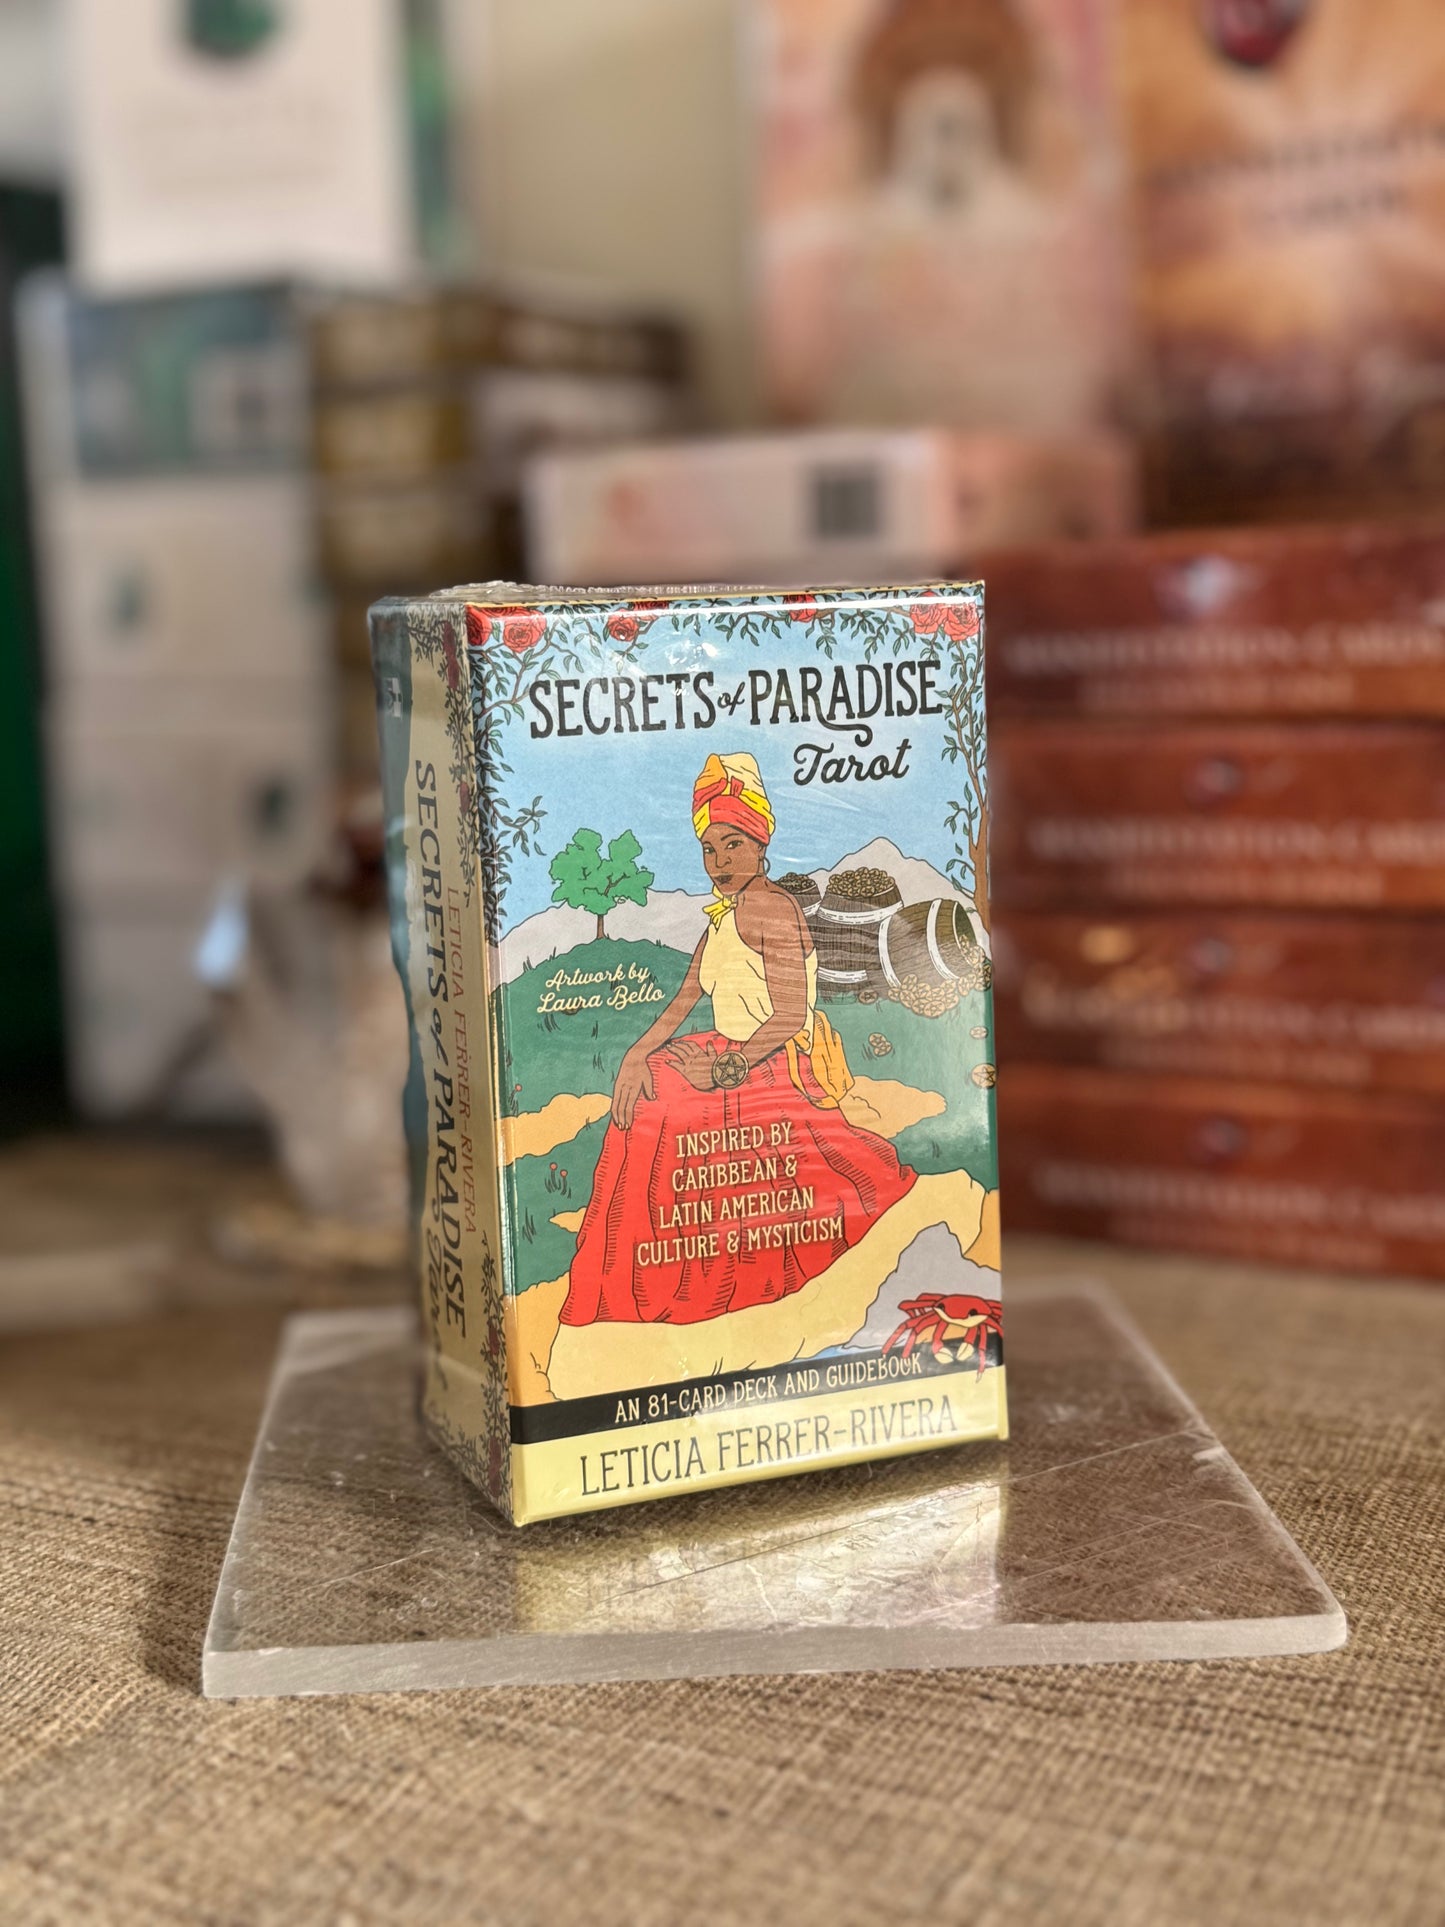 SECRETS of PARADISE
Tarot
Artwork by
Laura Bello
INSPIRED BY
CARIBBEAN &
LATIN AMERICAN
CULTURE & MYSTICISM
AN 81-CARD DECK AND GUIDEBOOK
LETICIA FERRER-RIVERA
LETICIA FERRER-RIVERA
SECRETS of PARADISE Tarot